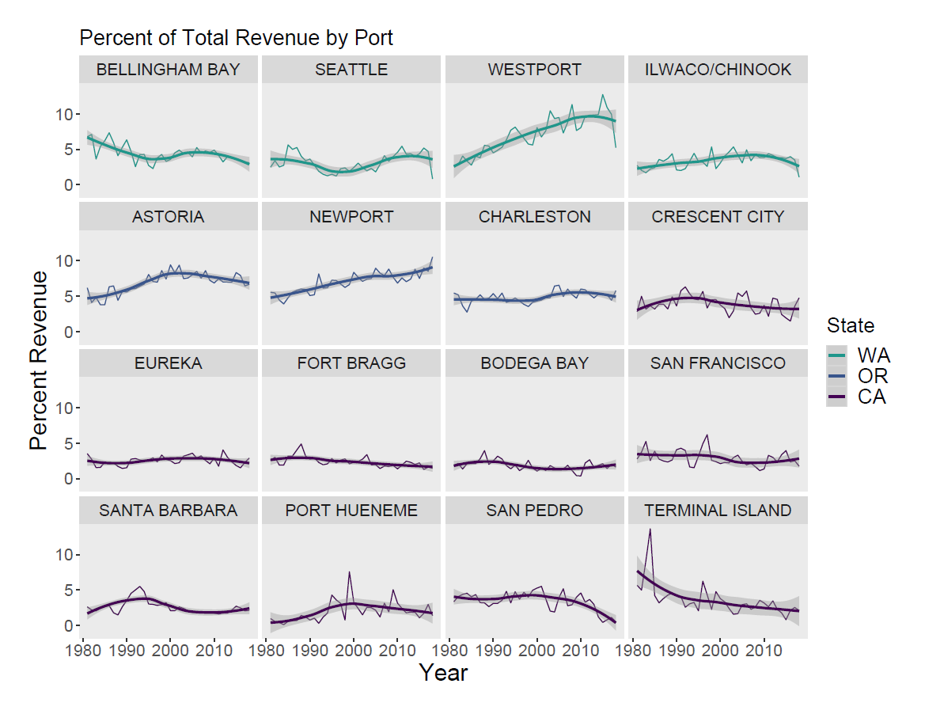 Percent of Total Revenue by Port
BELLINGHAM BAY SEATTLE WESTPORT ILWACO/CHINOOK
10
5
0
ASTORIA NEWPORT CHARLESTON CRESCENT CITY
10
5
0
EUREKA FORT BRAGG BODEGA BAY SAN FRANCISCO
10
5
0
SANTA BARBARA PORT HUENEME SAN PEDRO TERMINAL ISLAND
10
5
0
1980 1990 2000 2010 1980 1990 2000 2010 1980 1990 2000 2010 1980 1990 2000 2010
Year
Percent Revenue
State
WA
OR
CA